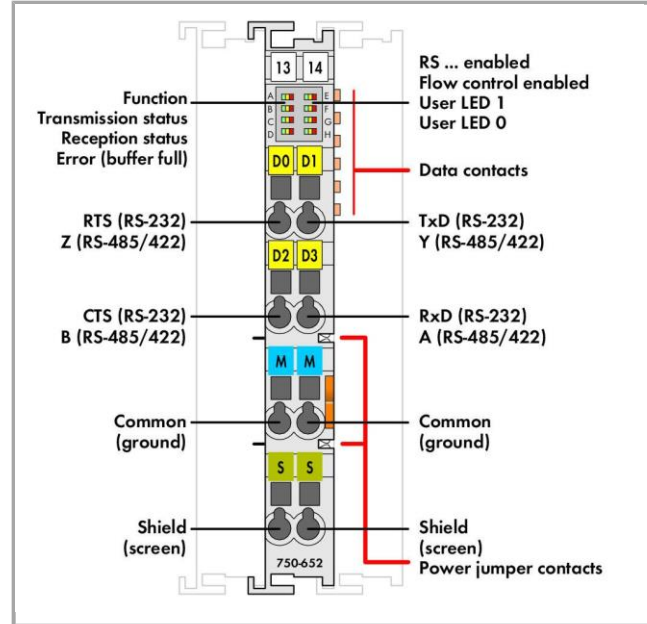 13 14
RS ... enabled
Flow control enabled
User LED 1
User LED 0
Function
Transmission status
Reception status
Error (buffer full)
A
B
C
D
E
F
G
H
D0 D1
Data contacts
RTS (RS-232)
Z (RS-485/422)
TxD (RS-232)
Y (RS-485/422)
D2 D3
CTS (RS-232)
B (RS-485/422)
RxD (RS-232)
A (RS-485/422)
M M
Common
(ground)
Common
(ground)
S S
Shield
(screen)
Shield
(screen)
Power jumper contacts
750-652